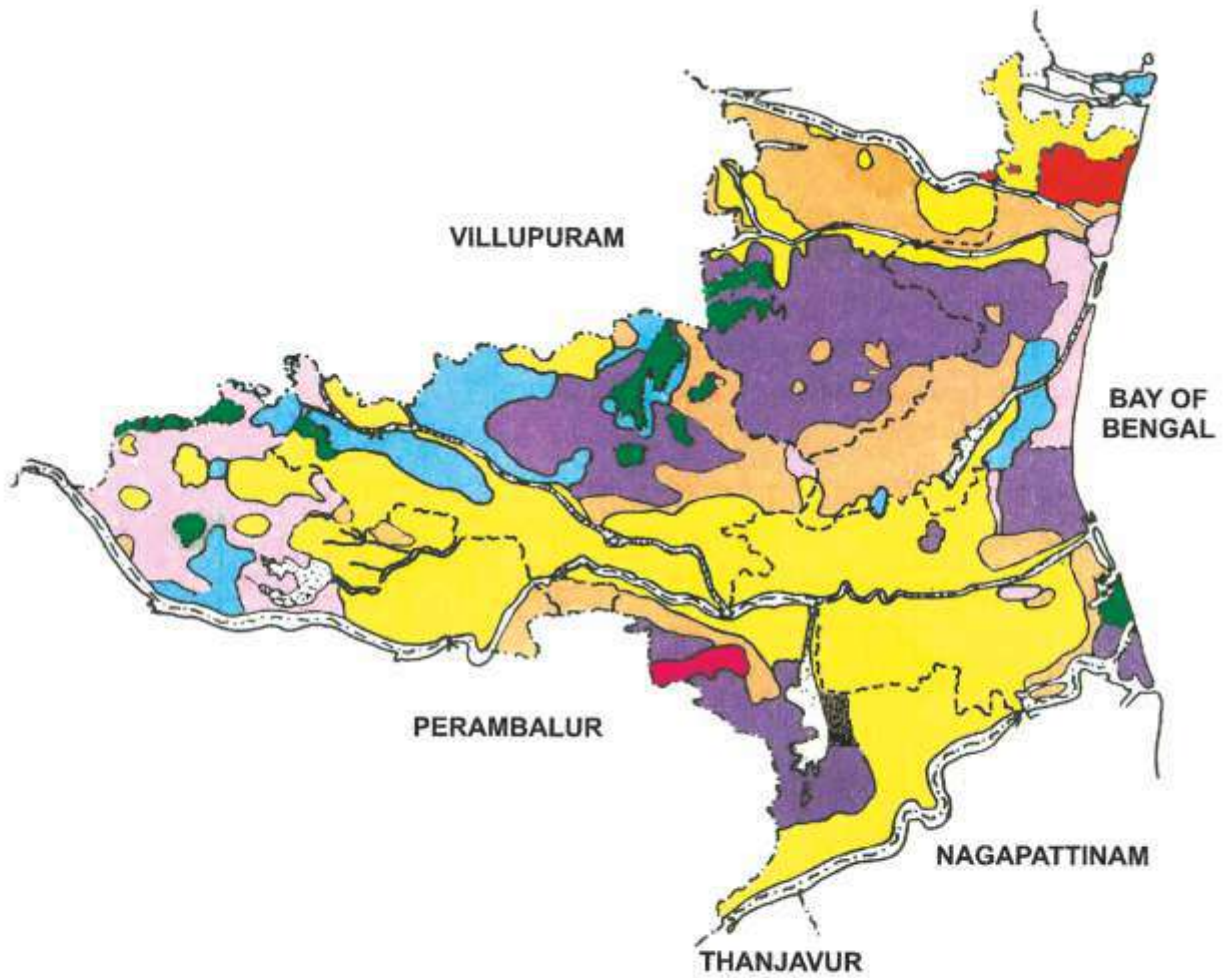 VILLUPURAM
BAY OF
BENGAL
PERAMBALUR
NAGAPATTINAM
THANJAVUR